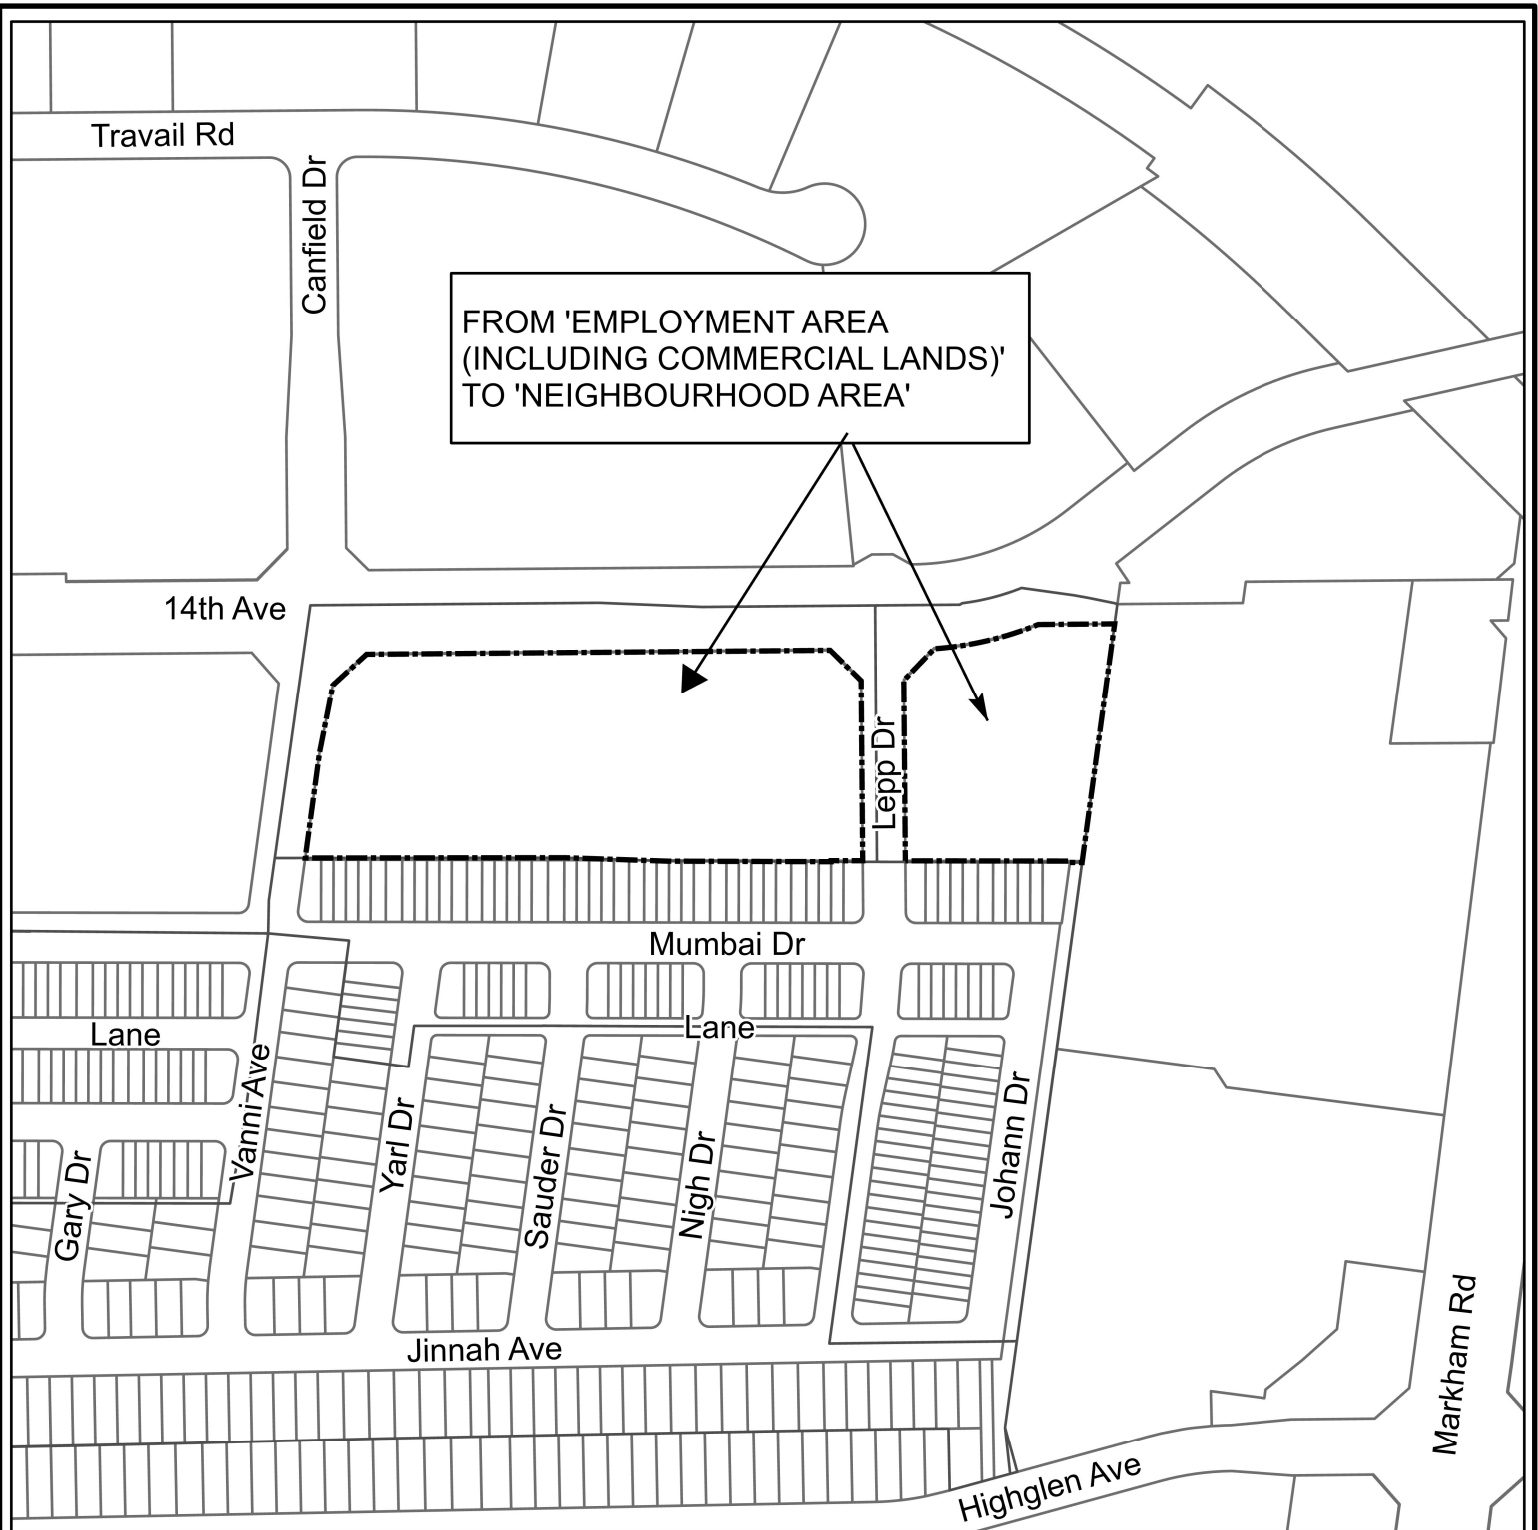 Travail Rd
Canfield Dr
FROM 'EMPLOYMENT AREA
(INCLUDING COMMERCIAL LANDS)'
TO 'NEIGHBOURHOOD AREA'
14th Ave
Lepp Dr
Mumbai Dr
Lane
Lane
Vanni Ave
Yarl Dr
Sauder Dr
Nigh Dr
Johann Dr
Gary Dr
Jinnah Ave
Markham Rd
Highglen Ave